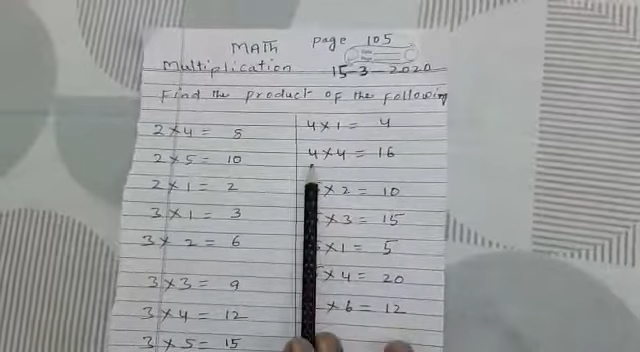 MATH page 105
Multiplication 15-3-2020
Find the product of the following
2 × 4 = 8
2 × 5 = 10
2 × 1 = 2
3 × 1 = 3
3 × 2 = 6
3 × 3 = 9
3 × 4 = 12
3 × 5 = 15
4 × 1 = 4
4 × 4 = 16
× 2 = 10
× 3 = 15
× 1 = 5
× 4 = 20
× 6 = 12